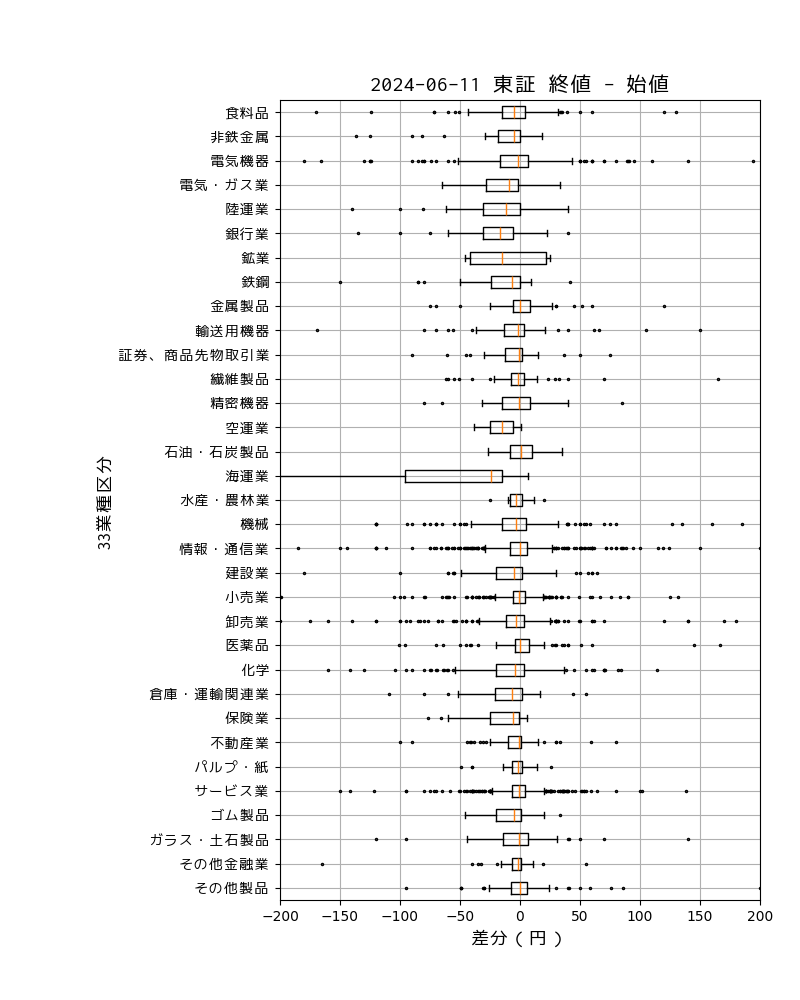 2024-06-11 東証 終値 - 始値
食料品
非鉄金属
電気機器
電気・ガス業
陸運業
銀行業
鉱業
鉄鋼
金属製品
輸送用機器
証券、商品先物取引業
繊維製品
精密機器
空運業
石油・石炭製品
海運業
水産・農林業
機械
情報・通信業
建設業
小売業
卸売業
医薬品
化学
倉庫・運輸関連業
保険業
不動産業
パルプ・紙
サービス業
ゴム製品
ガラス・土石製品
その他金融業
その他製品
33業種区分
−200 −150 −100 −50 0 50 100 150 200
差分（円）